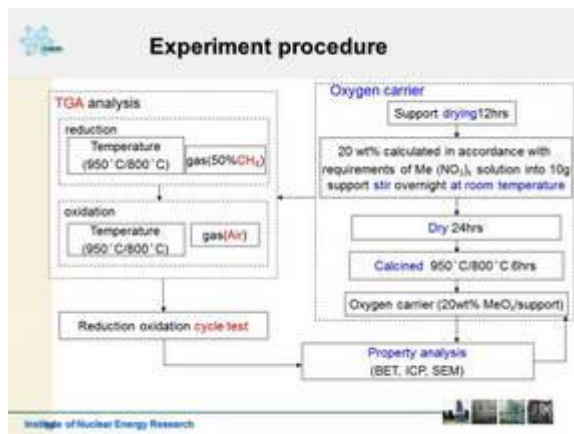 Experiment procedure
TGA analysis
reduction
Temperature
(950˚C/800˚C)
gas(50%CH₄)
oxidation
Temperature
(950˚C/800˚C)
gas(Air)
Reduction oxidation cycle test
Oxygen carrier
Support drying12hrs
20 wt% calculated in accordance with
requirements of Me (NO₃)ₓ solution into 10g
support stir overnight at room temperature
Dry 24hrs
Calcined 950˚C/800˚C 6hrs
Oxygen carrier (20wt% MeOₓ/support)
Property analysis
(BET, ICP, SEM)
Institute of Nuclear Energy Research